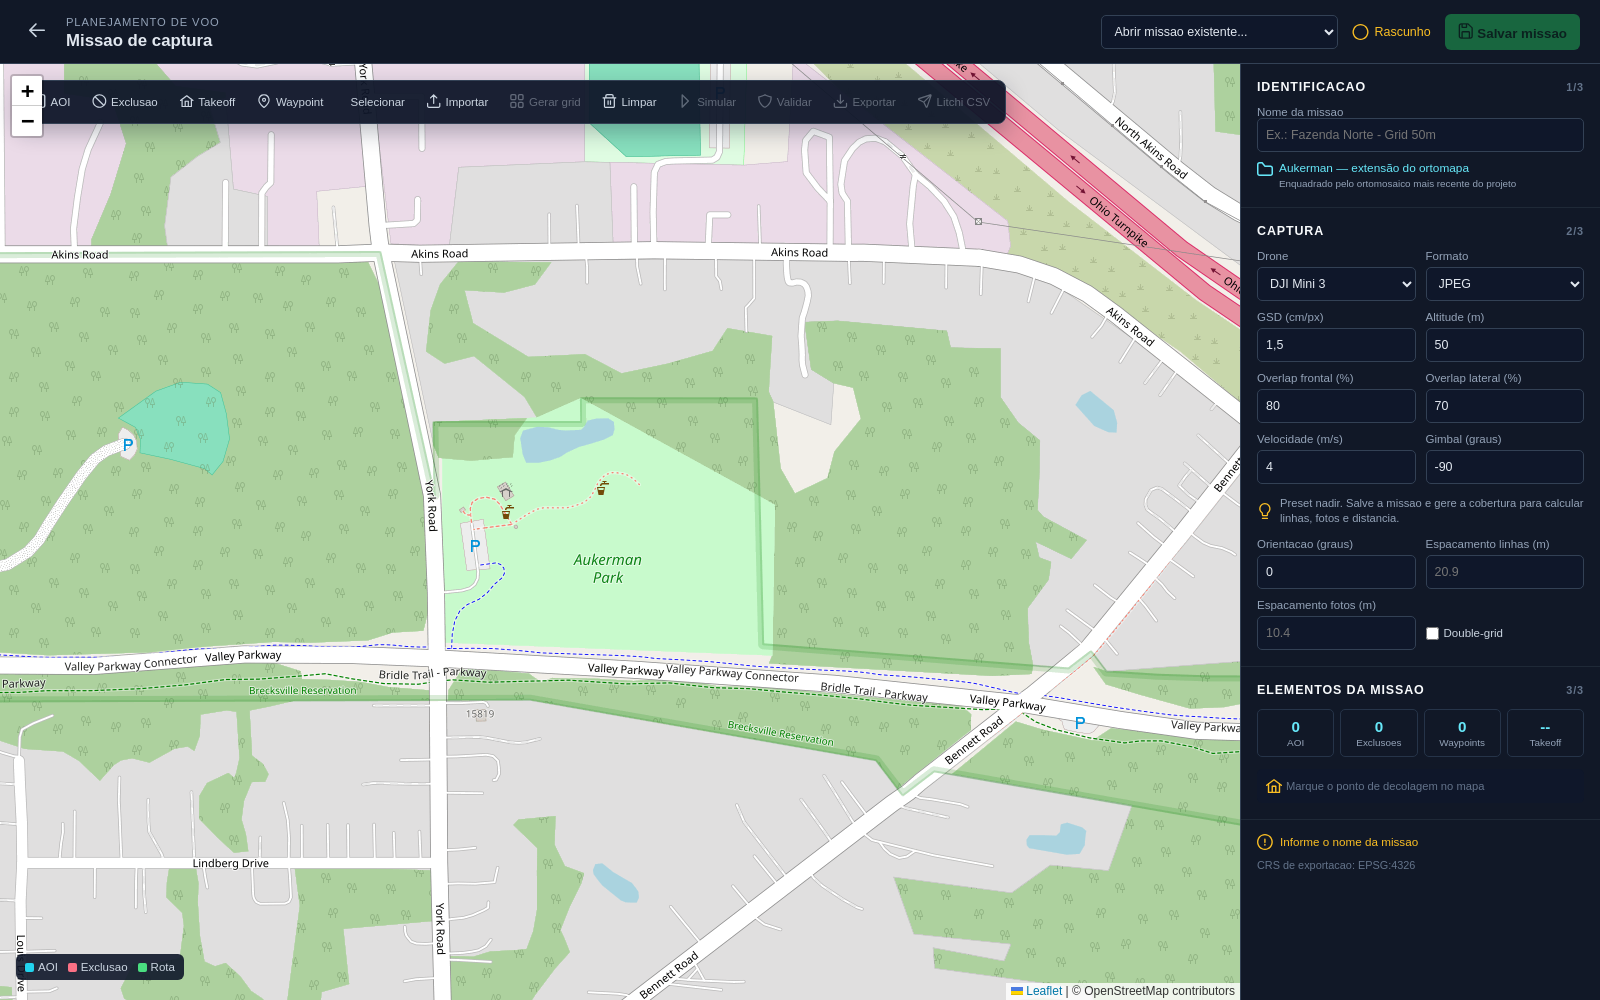 PLANEJAMENTO DE VOO
Missao de captura
Abrir missao existente...
Rascunho
Salvar missao
+
−
AOI
Exclusao
Takeoff
Waypoint
Selecionar
Importar
Gerar grid
Limpar
Simular
Validar
Exportar
Litchi CSV
North Akins Road
Ohio Turnpike
Akins Road
Akins Road
Akins Road
Akins Road
P
York Road
P
Aukerman
Park
Bennett
Valley Parkway Connector
Valley Parkway
Parkway
Bridle Trail - Parkway
Valley Parkway
Valley Parkway Connector
Bridle Trail - Parkway
Valley Parkway
Brecksville Reservation
15819
Brecksville Reservation
Bennett Road
P
Valley Parkwa
Lindberg Drive
York Road
Bennett Road
AOI
Exclusao
Rota
Leaflet | © OpenStreetMap contributors
IDENTIFICACAO
1/3
Nome da missao
Ex.: Fazenda Norte - Grid 50m
Aukerman — extensão do ortomapa
Enquadrado pelo ortomosaico mais recente do projeto
CAPTURA
2/3
Drone
Formato
DJI Mini 3
JPEG
GSD (cm/px)
Altitude (m)
1,5
50
Overlap frontal (%)
Overlap lateral (%)
80
70
Velocidade (m/s)
Gimbal (graus)
4
-90
Preset nadir. Salve a missao e gere a cobertura para calcular
linhas, fotos e distancia.
Orientacao (graus)
Espacamento linhas (m)
0
20.9
Espacamento fotos (m)
10.4
Double-grid
ELEMENTOS DA MISSAO
3/3
0
0
0
--
AOI
Exclusoes
Waypoints
Takeoff
Marque o ponto de decolagem no mapa
Informe o nome da missao
CRS de exportacao: EPSG:4326